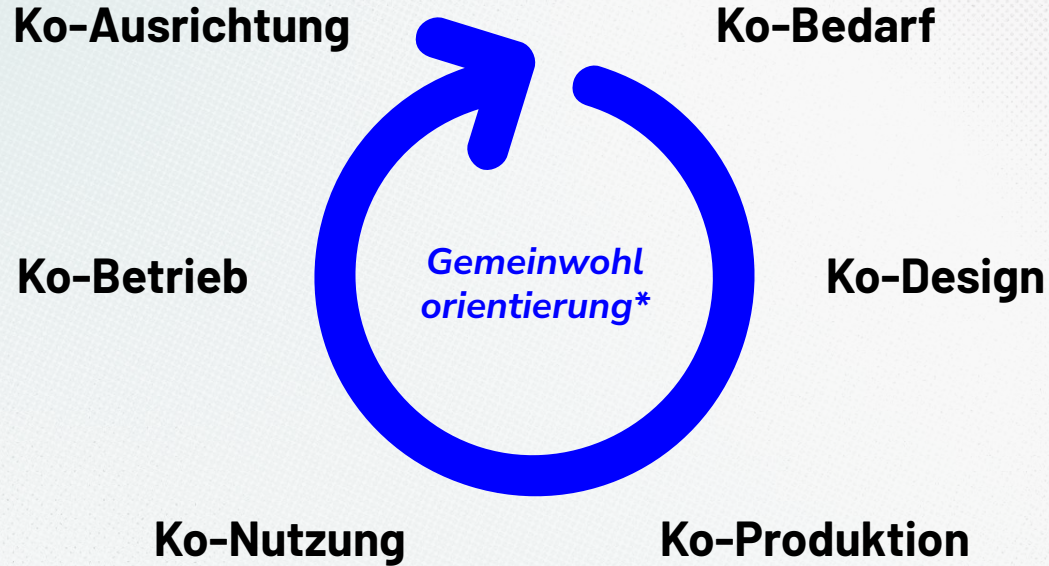 Ko-Ausrichtung
Ko-Bedarf
Ko-Betrieb
Gemeinwohl
orientierung*
Ko-Design
Ko-Nutzung
Ko-Produktion